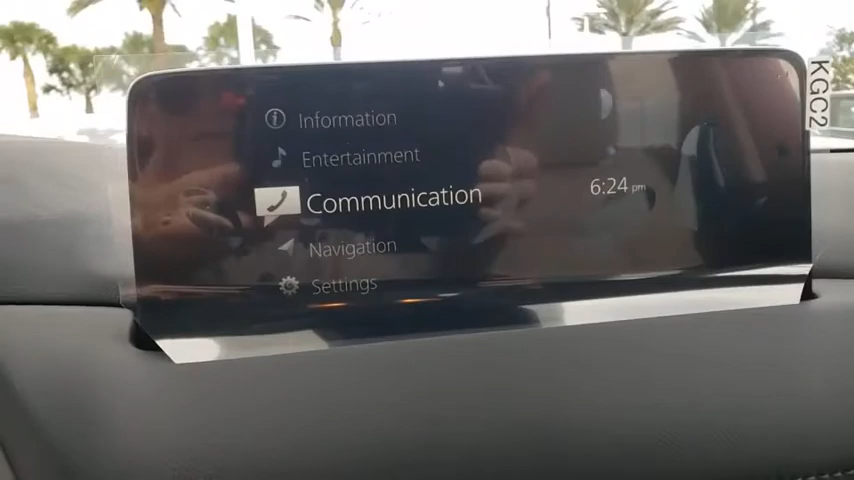 Information
Entertainment
Communication
6:24 pm
Navigation
Settings
KGC2